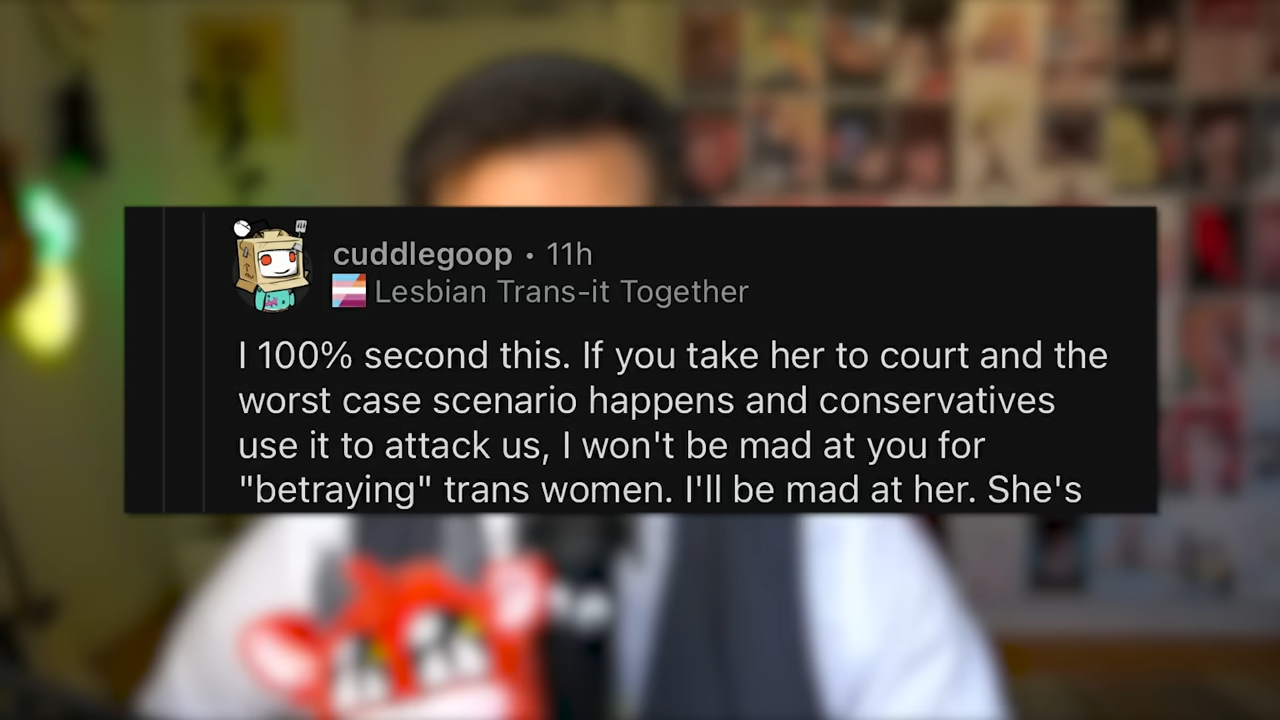 cuddlegoop • 11h
Lesbian Trans-it Together
I 100% second this. If you take her to court and the
worst case scenario happens and conservatives
use it to attack us, I won't be mad at you for
"betraying" trans women. I'll be mad at her. She's